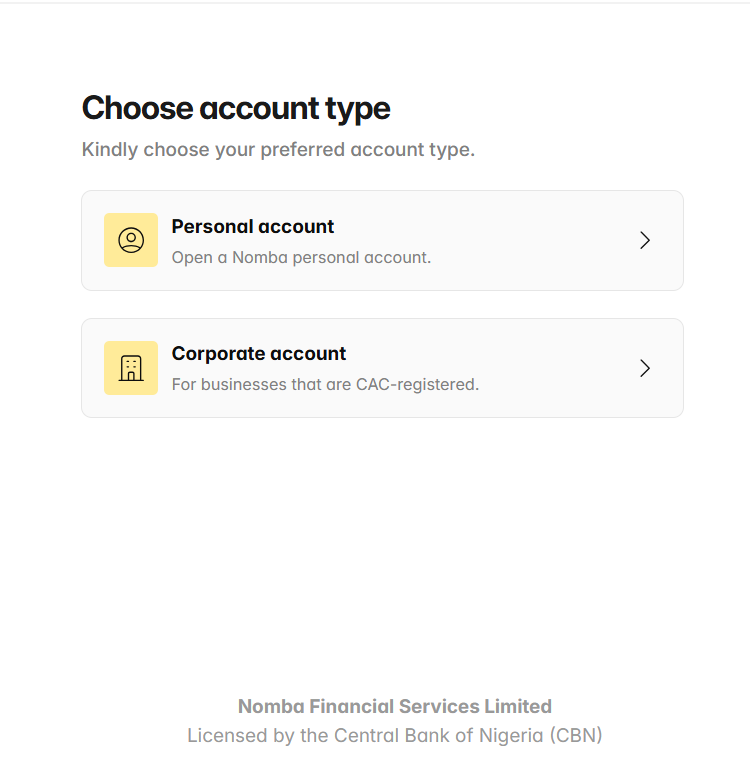 Choose account type
Kindly choose your preferred account type.
Personal account
Open a Nomba personal account.
Corporate account
For businesses that are CAC-registered.
Nomba Financial Services Limited
Licensed by the Central Bank of Nigeria (CBN)